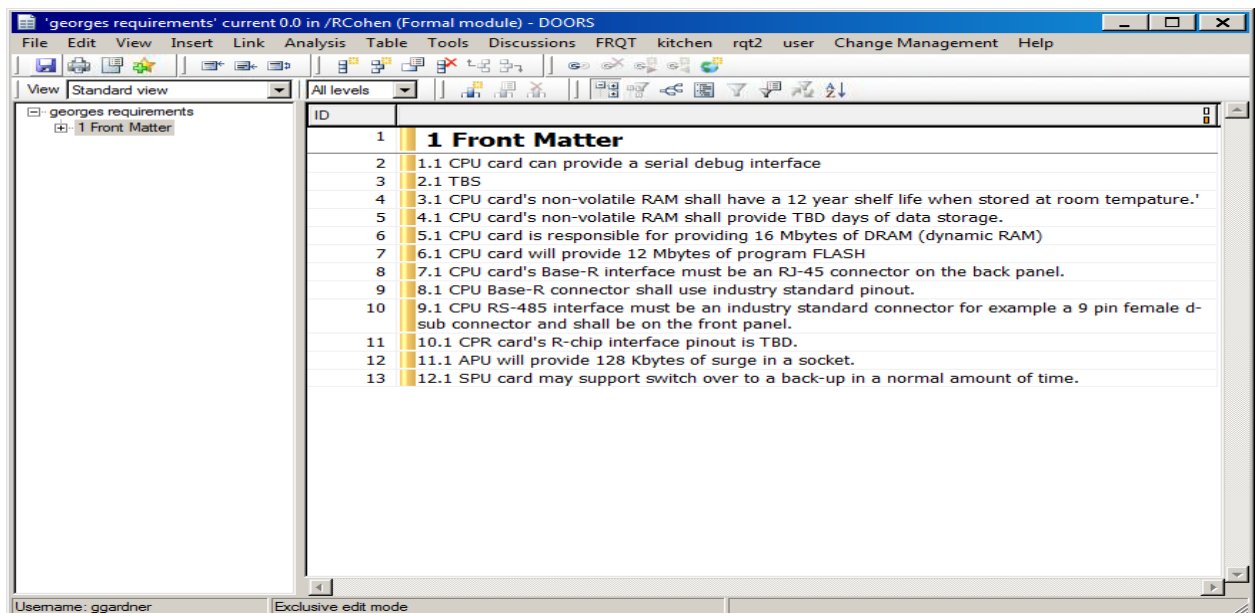 'georges requirements' current 0.0 in /RCohen (Formal module) - DOORS
File Edit View Insert Link Analysis Table Tools Discussions FRQT kitchen rqt2 user Change Management Help
View Standard view All levels
georges requirements
1 Front Matter
ID
1 1 Front Matter
2 1.1 CPU card can provide a serial debug interface
3 2.1 TBS
4 3.1 CPU card's non-volatile RAM shall have a 12 year shelf life when stored at room tempature.'
5 4.1 CPU card's non-volatile RAM shall provide TBD days of data storage.
6 5.1 CPU card is responsible for providing 16 Mbytes of DRAM (dynamic RAM)
7 6.1 CPU card will provide 12 Mbytes of program FLASH
8 7.1 CPU card's Base-R interface must be an RJ-45 connector on the back panel.
9 8.1 CPU Base-R connector shall use industry standard pinout.
10 9.1 CPU RS-485 interface must be an industry standard connector for example a 9 pin female d-
sub connector and shall be on the front panel.
11 10.1 CPR card's R-chip interface pinout is TBD.
12 11.1 APU will provide 128 Kbytes of surge in a socket.
13 12.1 SPU card may support switch over to a back-up in a normal amount of time.
Username: ggardner Exclusive edit mode